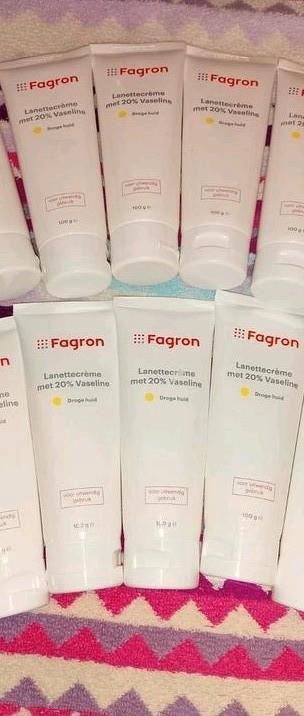 Fagron
Lanettecrème
met 20% Vaseline
Droge huid
voor uitwendig
gebruik
100 g e
Fagron
Lanettecrème
met 20% Vaseline
Droge huid
voor uitwendig
gebruik
100 g e
Fagron
Lanettecrème
met 20% Vaseline
Droge huid
voor uitwendig
gebruik
100 g e
Fagron
Lanettecrème
met 20% Vaseline
Droge huid
voor uitwendig
gebruik
100 g e
Fagron
Lanettecrème
met 20% Vaseline
Droge huid
voor uitwendig
gebruik
100 g e
Fagron
Lanettecrème
met 20% Vaseline
Droge huid
voor uitwendig
gebruik
100 g e